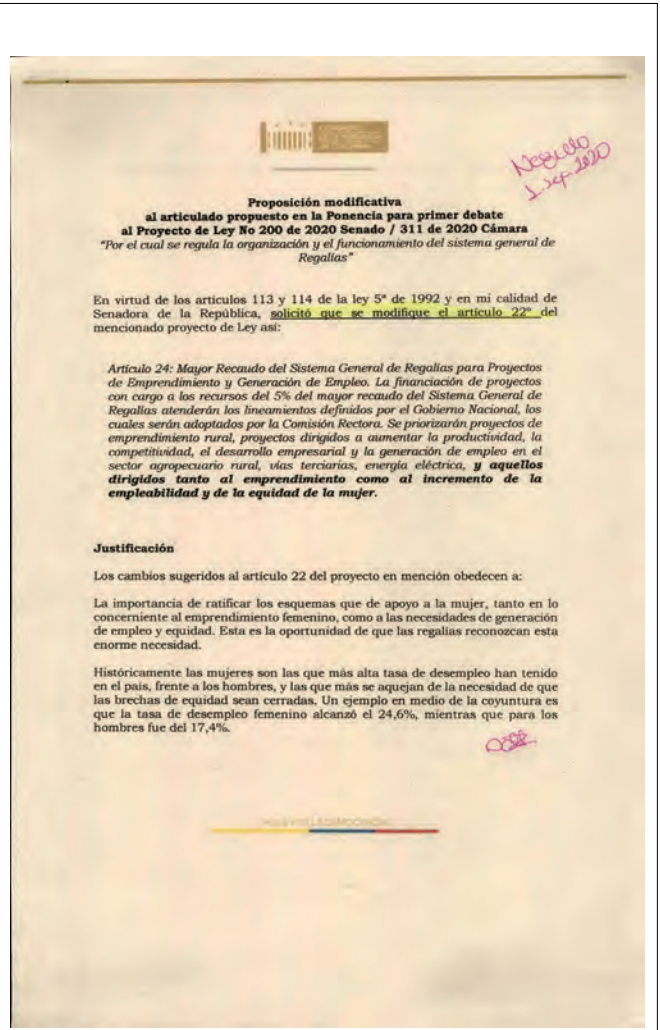 Negado
1. Sep. 2020
Proposición modificativa
al articulado propuesto en la Ponencia para primer debate
al Proyecto de Ley No 200 de 2020 Senado / 311 de 2020 Cámara
"Por el cual se regula la organización y el funcionamiento del sistema general de
Regalías"
En virtud de los artículos 113 y 114 de la ley 5ª de 1992 y en mi calidad de
Senadora de la República, solicitó que se modifique el artículo 22° del
mencionado proyecto de Ley así:
Artículo 24: Mayor Recaudo del Sistema General de Regalías para Proyectos
de Emprendimiento y Generación de Empleo. La financiación de proyectos
con cargo a los recursos del 5% del mayor recaudo del Sistema General de
Regalías atenderán los lineamientos definidos por el Gobierno Nacional, los
cuales serán adoptados por la Comisión Rectora. Se priorizarán proyectos de
emprendimiento rural, proyectos dirigidos a aumentar la productividad, la
competitividad, el desarrollo empresarial y la generación de empleo en el
sector agropecuario rural, vías terciarias, energía eléctrica, y aquellos
dirigidos tanto al emprendimiento como al incremento de la
empleabilidad y de la equidad de la mujer.
Justificación
Los cambios sugeridos al artículo 22 del proyecto en mención obedecen a:
La importancia de ratificar los esquemas que de apoyo a la mujer, tanto en lo
concerniente al emprendimiento femenino, como a las necesidades de generación
de empleo y equidad. Esta es la oportunidad de que las regalías reconozcan esta
enorme necesidad.
Históricamente las mujeres son las que más alta tasa de desempleo han tenido
en el país, frente a los hombres, y las que más se aquejan de la necesidad de que
las brechas de equidad sean cerradas. Un ejemplo en medio de la coyuntura es
que la tasa de desempleo femenino alcanzó el 24,6%, mientras que para los
hombres fue del 17,4%.